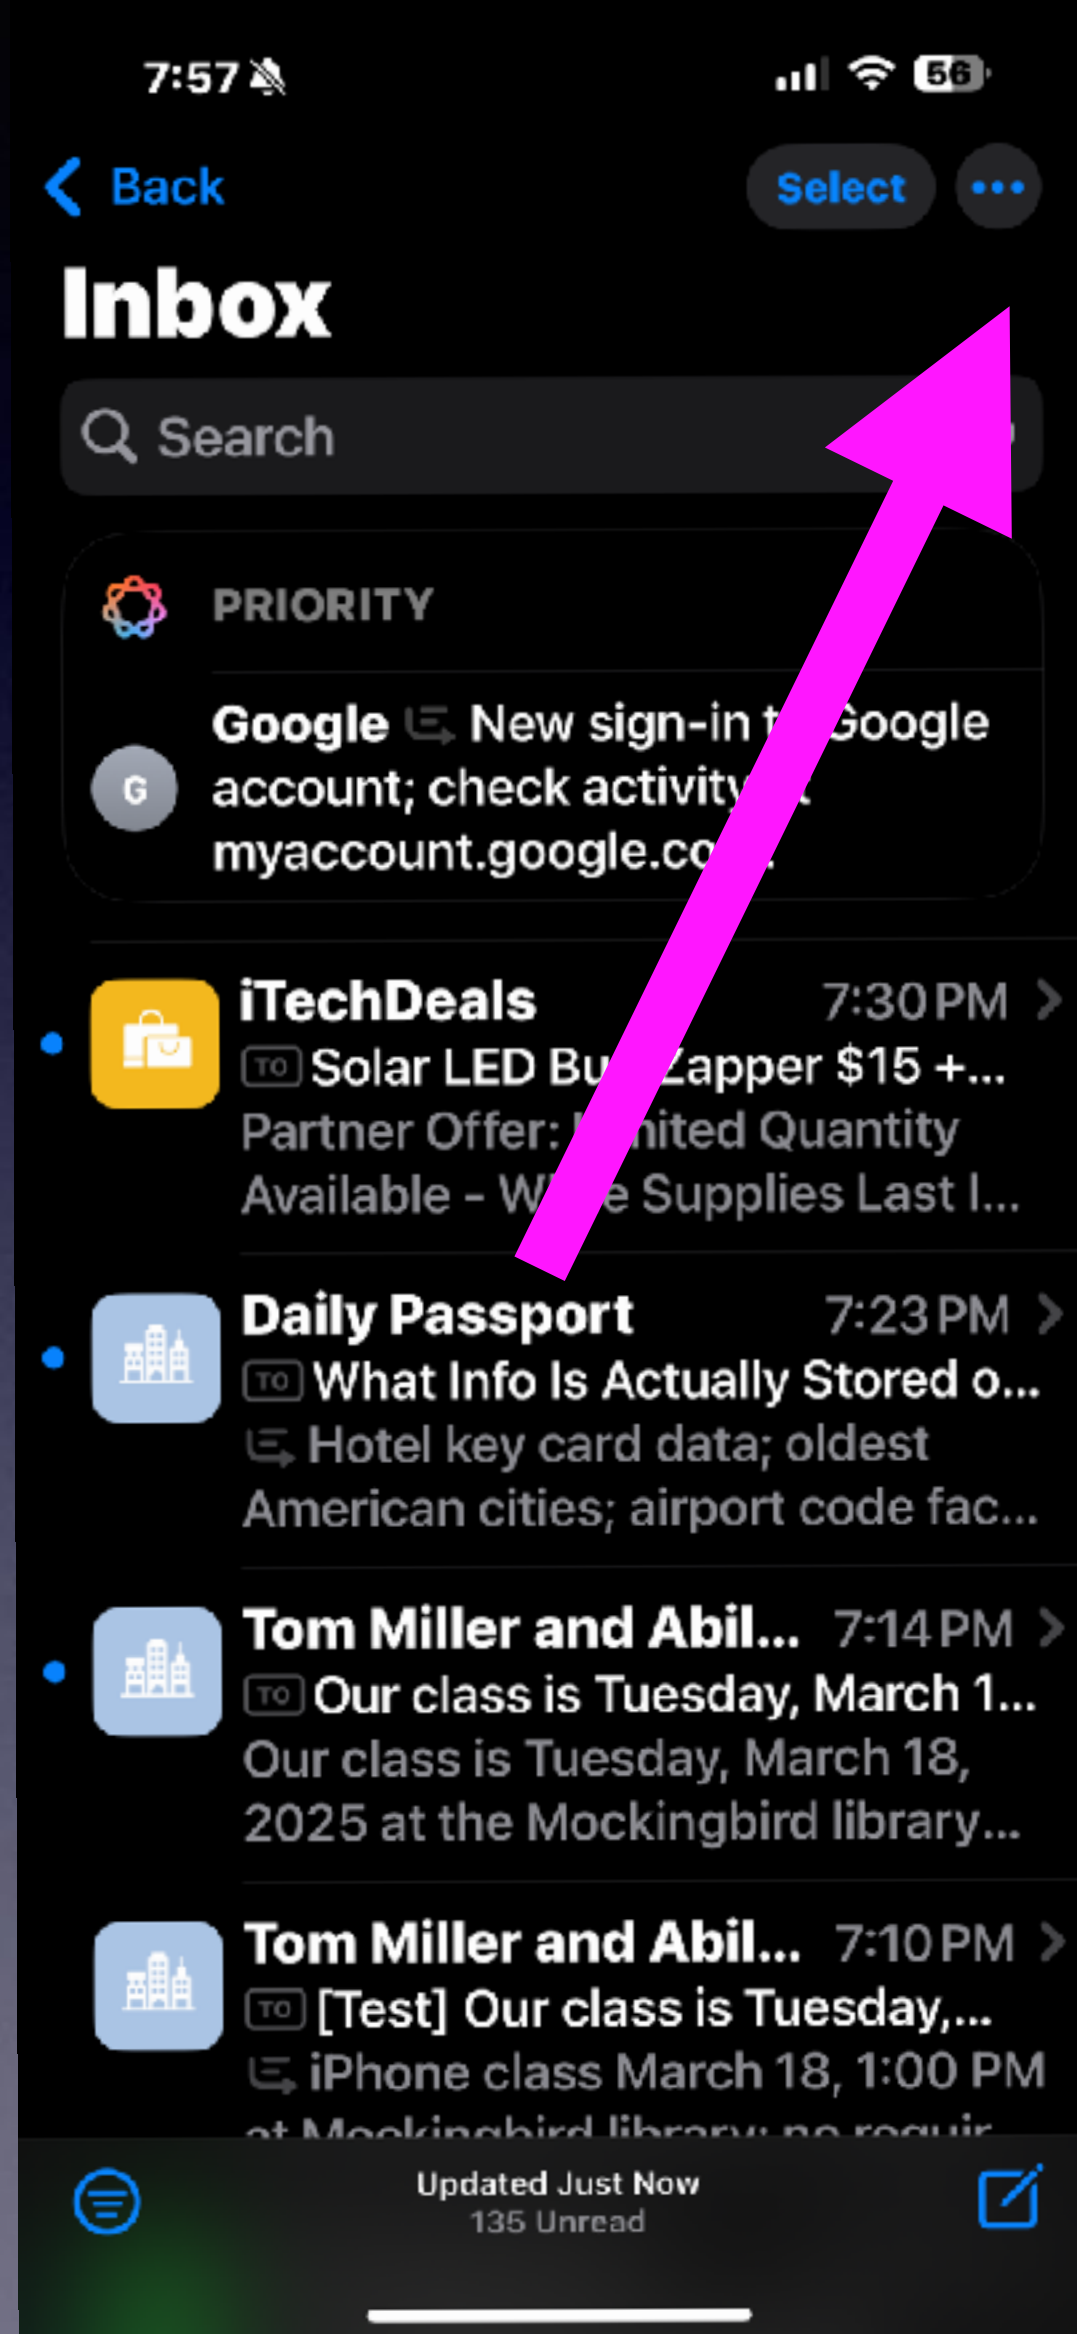 7:57
56
Back
Select
Inbox
Search
PRIORITY
Google New sign-in Google
G
account; check activity
myaccount.google.co
iTechDeals 7:30 PM
TO Solar LED Zapper $15 +...
Partner Offer: Quantity
Available - Supplies Last I...
Daily Passport 7:23 PM
TO What Info Is Actually Stored o...
Hotel key card data; oldest
American cities; airport code fac...
Tom Miller and Abil... 7:14 PM
TO Our class is Tuesday, March 1...
Our class is Tuesday, March 18,
2025 at the Mockingbird library...
Tom Miller and Abil... 7:10 PM
TO [Test] Our class is Tuesday,...
iPhone class March 18, 1:00 PM
at Mockingbird library; no requir
Updated Just Now
135 Unread